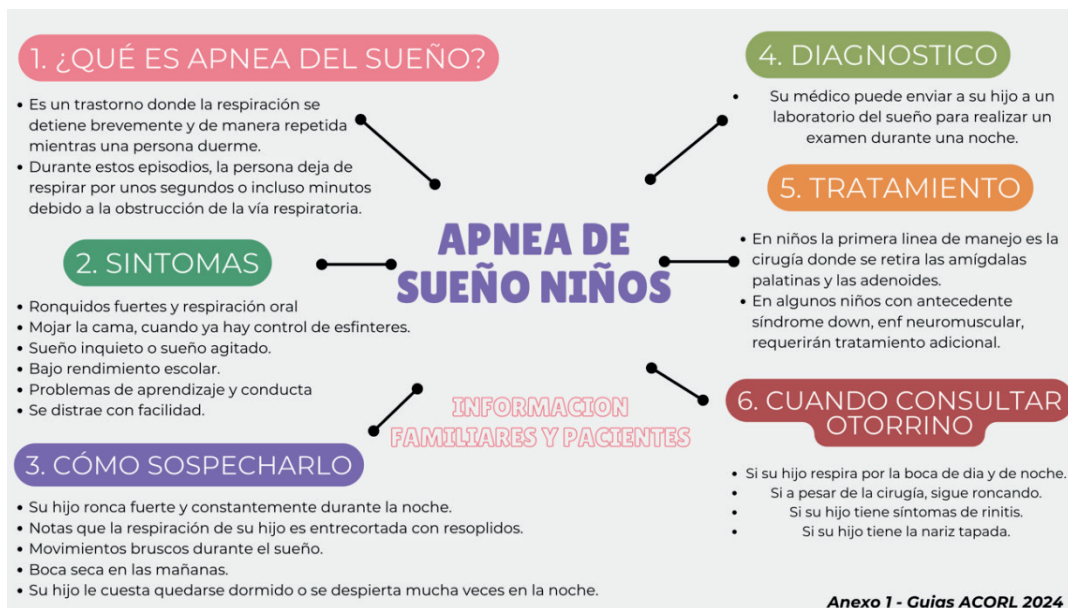 1. ¿QUÉ ES APNEA DEL SUEÑO?
• Es un trastorno donde la respiración se
detiene brevemente y de manera repetida
mientras una persona duerme.
• Durante estos episodios, la persona deja de
respirar por unos segundos o incluso minutos
debido a la obstrucción de la vía respiratoria.
2. SINTOMAS
• Ronquidos fuertes y respiración oral
• Mojar la cama, cuando ya hay control de esfinteres.
• Sueño inquieto o sueño agitado.
• Bajo rendimiento escolar.
• Problemas de aprendizaje y conducta
• Se distrae con facilidad.
3. CÓMO SOSPECHARLO
• Su hijo ronca fuerte y constantemente durante la noche.
• Notas que la respiración de su hijo es entrecortada con resoplidos.
• Movimientos bruscos durante el sueño.
• Boca seca en las mañanas.
• Su hijo le cuesta quedarse dormido o se despierta mucha veces en la noche.
APNEA DE
SUEÑO NIÑOS
INFORMACION
FAMILIARES Y PACIENTES
4. DIAGNOSTICO
• Su médico puede enviar a su hijo a un
laboratorio del sueño para realizar un
examen durante una noche.
5. TRATAMIENTO
• En niños la primera linea de manejo es la
cirugía donde se retira las amígdalas
palatinas y las adenoides.
• En algunos niños con antecedente
síndrome down, enf neuromuscular,
requerirán tratamiento adicional.
6. CUANDO CONSULTAR
OTORRINO
• Si su hijo respira por la boca de dia y de noche.
• Si a pesar de la cirugía, sigue roncando.
• Si su hijo tiene síntomas de rinitis.
• Si su hijo tiene la nariz tapada.
Anexo 1 - Guias ACORL 2024